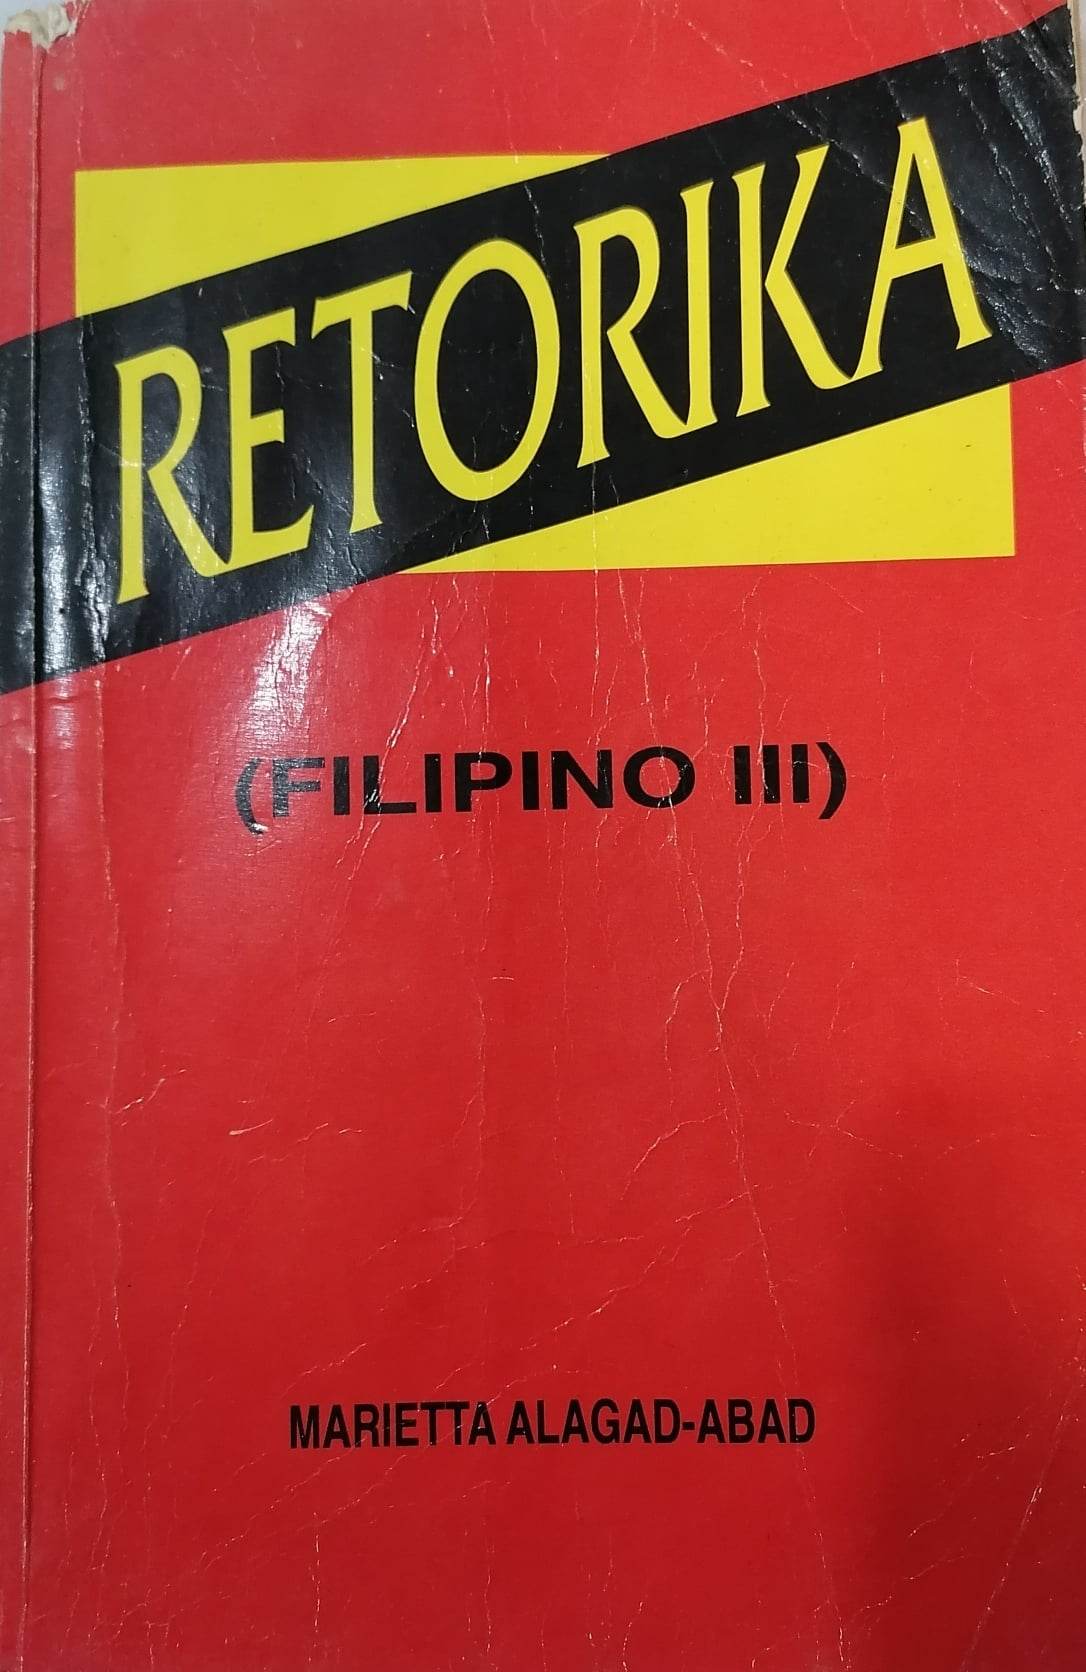 RETORIKA
(FILIPINO III)
MARIETTA ALAGAD-ABAD